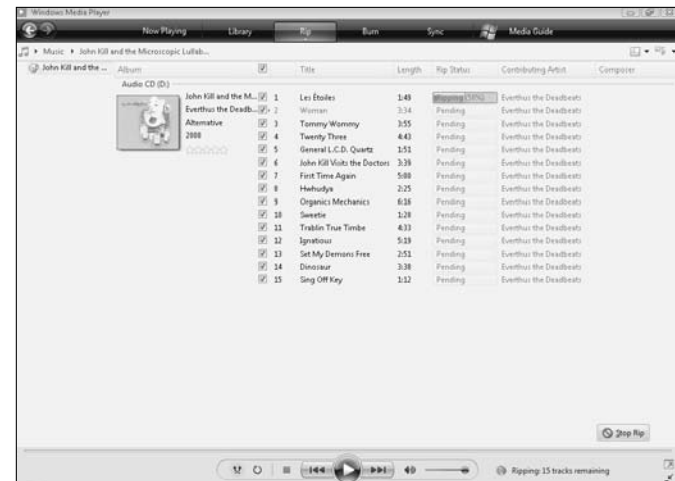 Windows Media Player
Now Playing Library Rip Burn Sync Media Guide
Music John Kill and the Microscopic Lullab...
John Kill and the ... Album Title Length Rip Status Contributing Artist Composer
Audio CD (D:)
John Kill and the M... 1 Les Étoiles 1:49 Ripping Everthus the Deadbeats
Everthus the Deadb... 2 Woman 3:34 Pending Everthus the Deadbeats
Alternative 3 Tommy Wommy 3:55 Pending Everthus the Deadbeats
2008 4 Twenty Three 4:43 Pending Everthus the Deadbeats
5 General L.C.D. Quartz 1:51 Pending Everthus the Deadbeats
6 John Kill Visits the Doctors 3:39 Pending Everthus the Deadbeats
7 First Time Again 5:00 Pending Everthus the Deadbeats
8 Hwhudya 2:25 Pending Everthus the Deadbeats
9 Organics Mechanics 6:16 Pending Everthus the Deadbeats
10 Sweetie 1:28 Pending Everthus the Deadbeats
11 Trablin True Timbe 4:33 Pending Everthus the Deadbeats
12 Ignatious 5:19 Pending Everthus the Deadbeats
13 Set My Demons Free 2:51 Pending Everthus the Deadbeats
14 Dinosaur 3:38 Pending Everthus the Deadbeats
15 Sing Off Key 1:12 Pending Everthus the Deadbeats
Stop Rip
Ripping: 15 tracks remaining